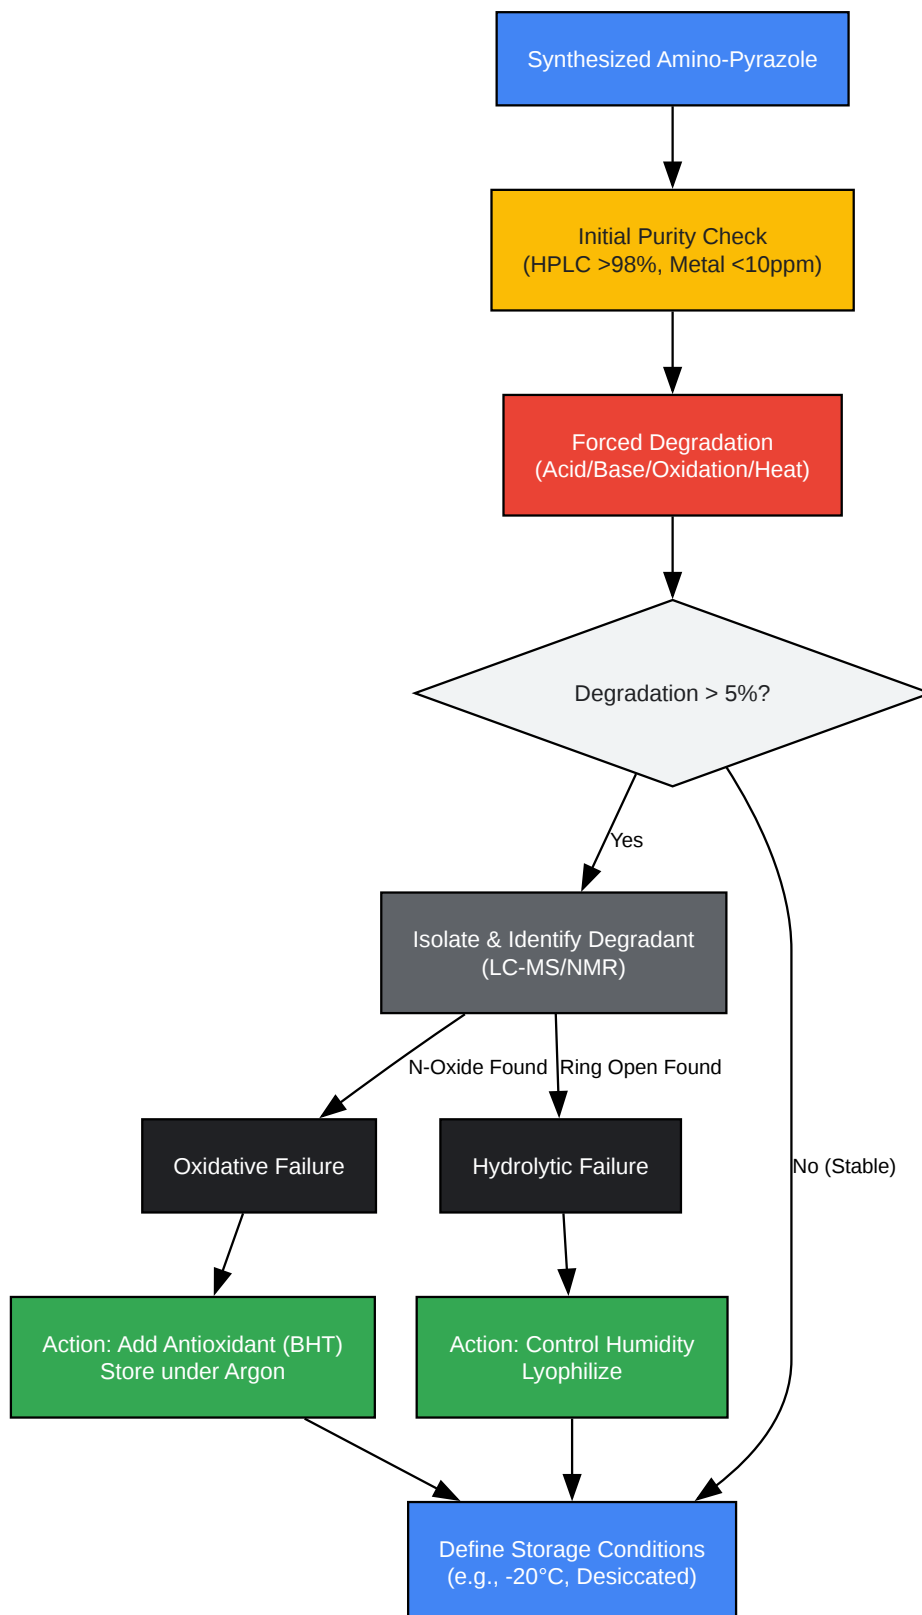 Synthesized Amino-Pyrazole
Initial Purity Check
(HPLC >98%, Metal <10ppm)
Forced Degradation
(Acid/Base/Oxidation/Heat)
Degradation > 5%?
Yes
Isolate & Identify Degradant
(LC-MS/NMR)
N-Oxide Found
Ring Open Found
Oxidative Failure
Hydrolytic Failure
No (Stable)
Action: Add Antioxidant (BHT)
Store under Argon
Action: Control Humidity
Lyophilize
Define Storage Conditions
(e.g., -20°C, Desiccated)